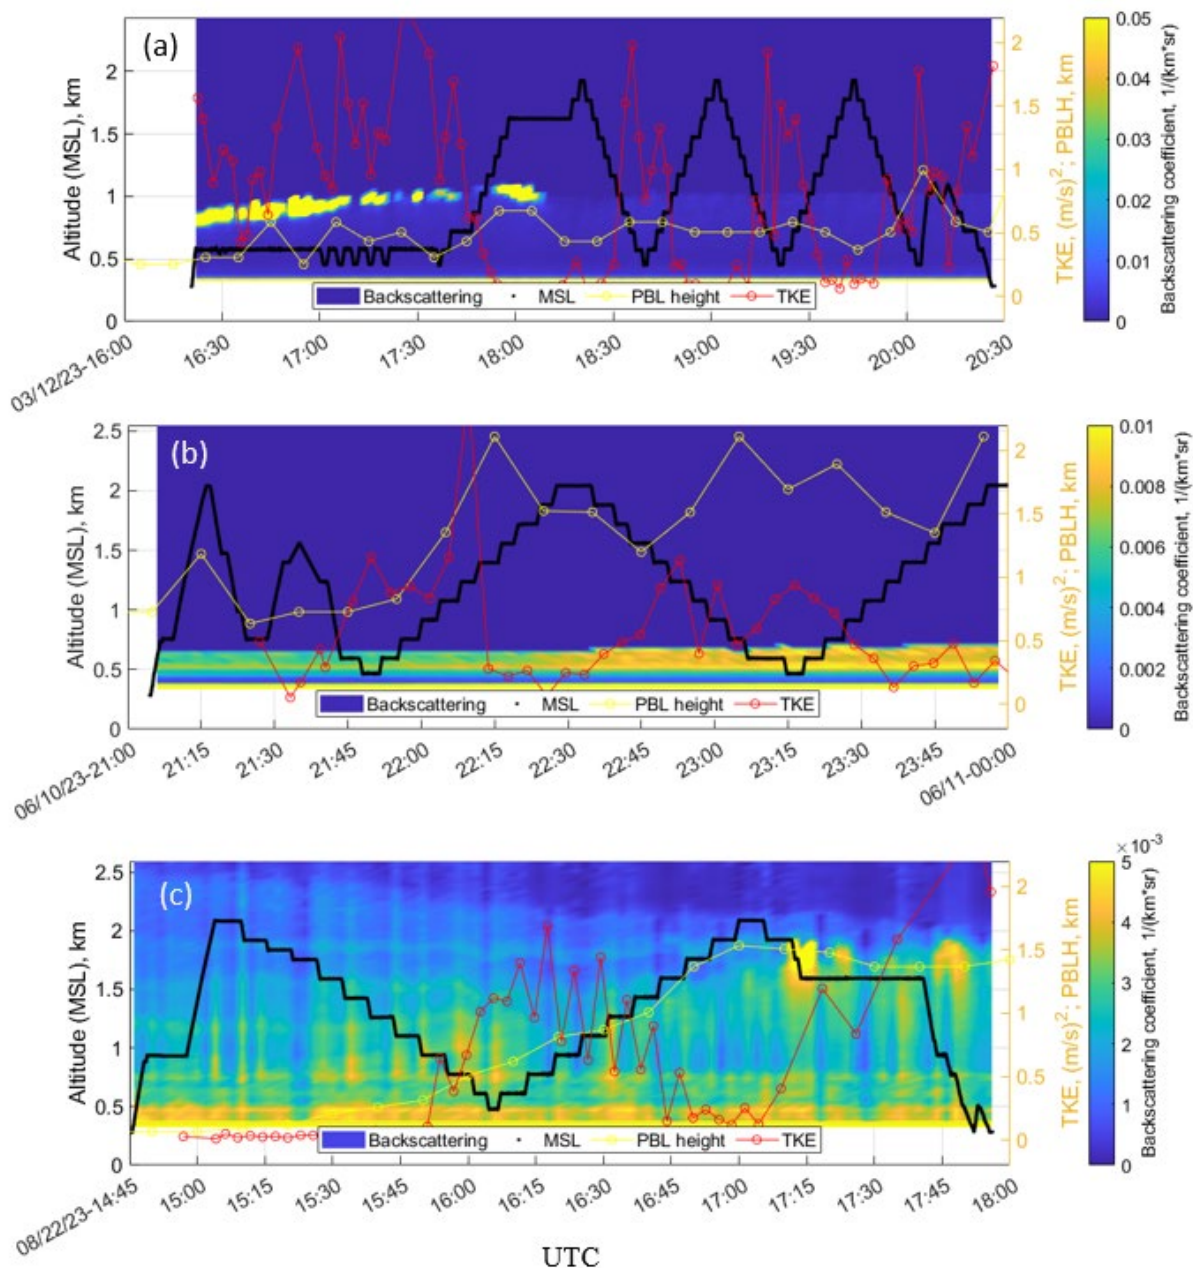 (a)
Altitude (MSL), km
2
1.5
1
0.5
0
Backscattering MSL PBL height TKE
03/12/23-16:00 16:30 17:00 17:30 18:00 18:30 19:00 19:30 20:00 20:30
2
1.5
1
0.5
0
TKE, (m/s)²; PBLH, km
0.05
0.04
0.03
0.02
0.01
0
Backscattering coefficient, 1/(km*sr)
(b)
Altitude (MSL), km
2.5
2
1.5
1
0.5
0
Backscattering MSL PBL height TKE
06/10/23-21:00 21:15 21:30 21:45 22:00 22:15 22:30 22:45 23:00 23:15 23:30 23:45 06/11-00:00
2
1.5
1
0.5
0
TKE, (m/s)²; PBLH, km
0.01
0.008
0.006
0.004
0.002
0
Backscattering coefficient, 1/(km*sr)
(c)
Altitude (MSL), km
2.5
2
1.5
1
0.5
0
Backscattering MSL PBL height TKE
08/22/23-14:45 15:00 15:15 15:30 15:45 16:00 16:15 16:30 16:45 17:00 17:15 17:30 17:45 18:00
2
1.5
1
0.5
0
TKE, (m/s)²; PBLH, km
× 10⁻³
5
4
3
2
1
0
Backscattering coefficient, 1/(km*sr)
UTC